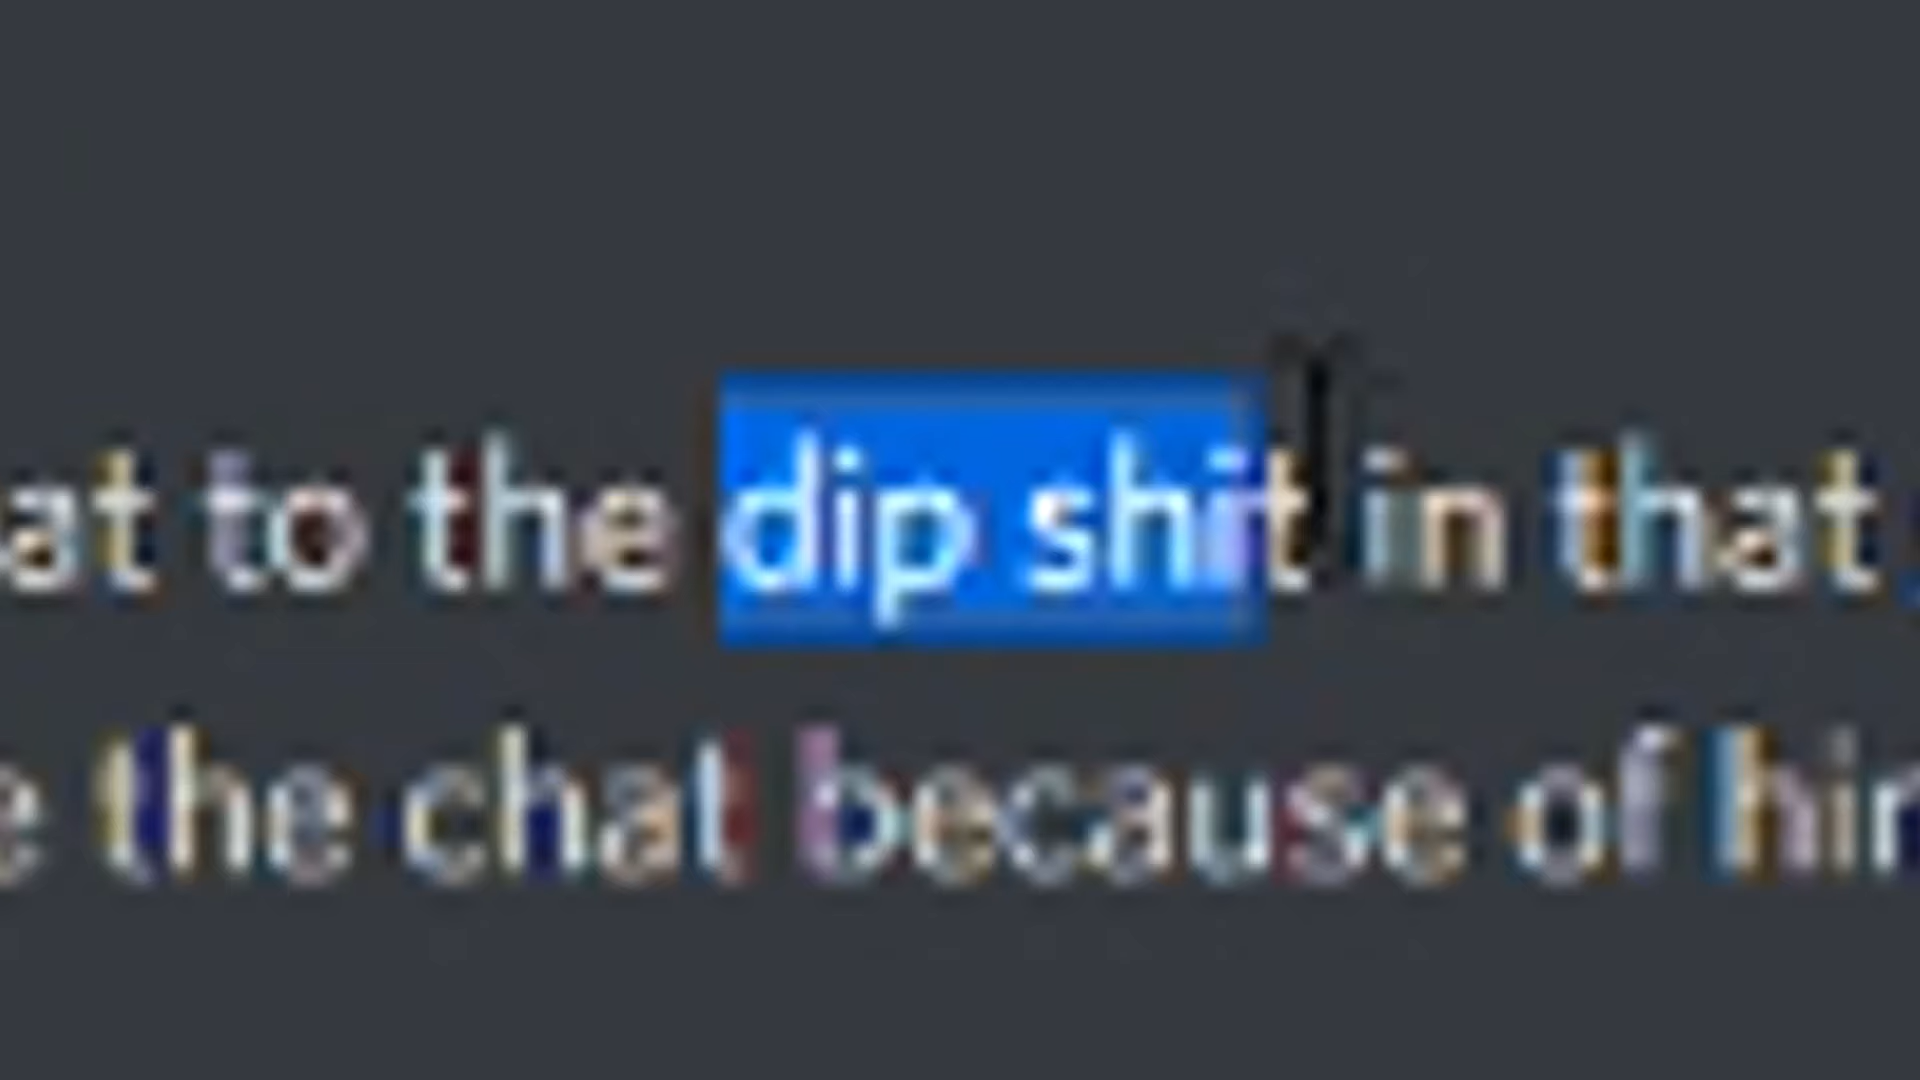 at to the dip shit in that
e the chat because of hi